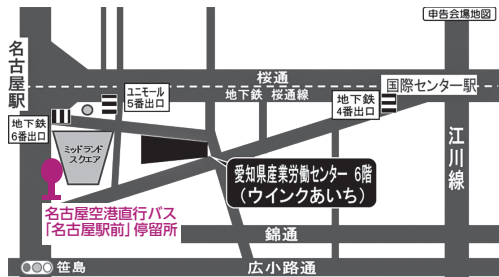 申告会場地図
名古屋駅
ユニモール
5番出口
桜通
地下鉄 桜通線
国際センター駅
地下鉄
4番出口
地下鉄
6番出口
ミッドランド
スクエア
愛知県産業労働センター 6階
（ウインクあいち）
江川線
名古屋空港直行バス
「名古屋駅前」停留所
錦通
笹島
広小路通